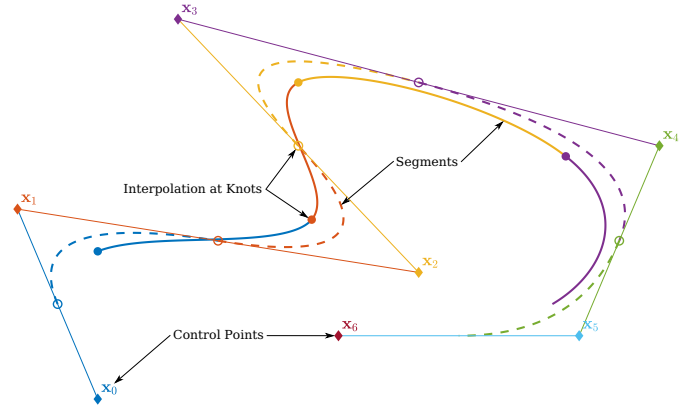 x₃
x₄
Segments
Interpolation at Knots
x₁
x₂
x₆
x₅
Control Points
x₀